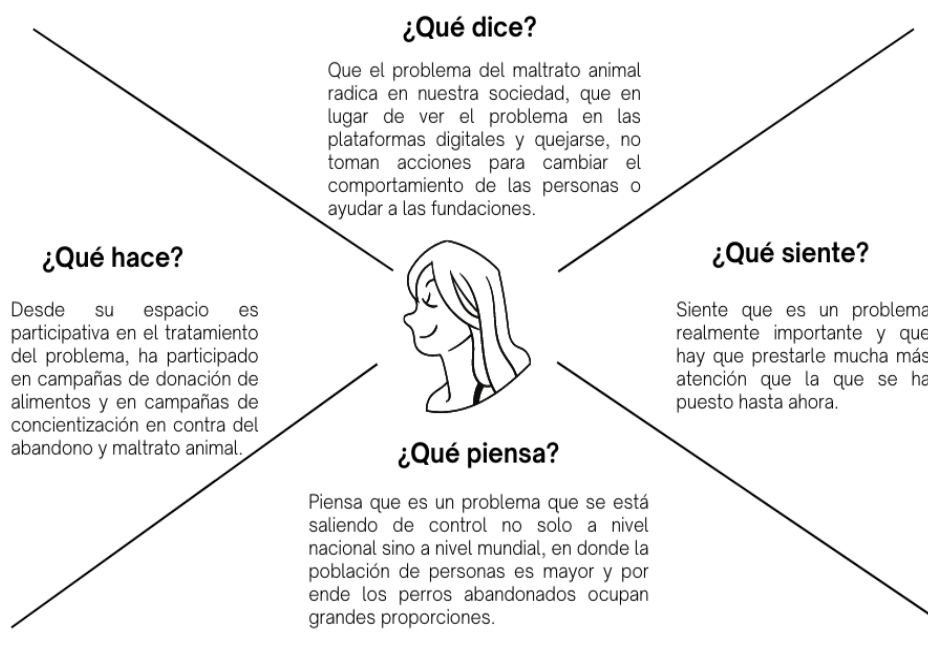 ¿Qué dice?
Que el problema del maltrato animal
radica en nuestra sociedad, que en
lugar de ver el problema en las
plataformas digitales y quejarse, no
toman acciones para cambiar el
comportamiento de las personas o
ayudar a las fundaciones.
¿Qué hace?
Desde su espacio es
participativa en el tratamiento
del problema, ha participado
en campañas de donación de
alimentos y en campañas de
concientización en contra del
abandono y maltrato animal.
¿Qué siente?
Siente que es un problema
realmente importante y que
hay que prestarle mucha más
atención que la que se ha
puesto hasta ahora.
¿Qué piensa?
Piensa que es un problema que se está
saliendo de control no solo a nivel
nacional sino a nivel mundial, en donde la
población de personas es mayor y por
ende los perros abandonados ocupan
grandes proporciones.